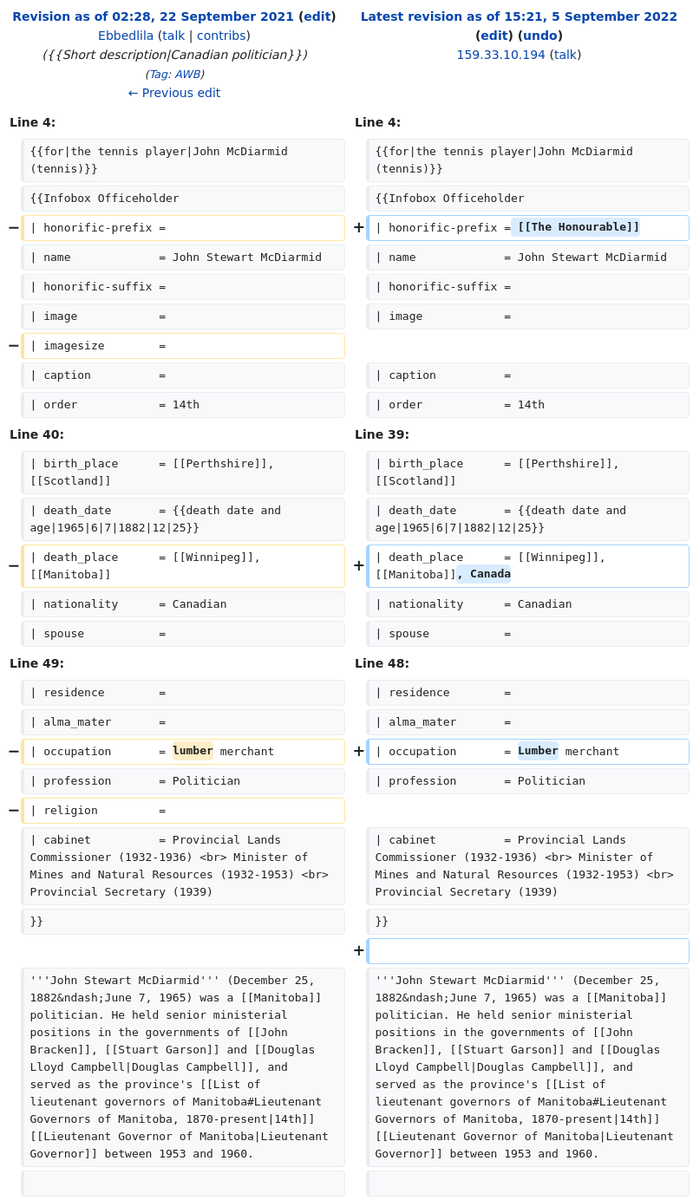 Revision as of 02:28, 22 September 2021 (edit)
Ebbedlila (talk | contribs)
({{Short description|Canadian politician}})
(Tag: AWB)
← Previous edit
Latest revision as of 15:21, 5 September 2022
(edit) (undo)
159.33.10.194 (talk)
Line 4:
Line 4:
{{for|the tennis player|John McDiarmid
(tennis)}}
{{for|the tennis player|John McDiarmid
(tennis)}}
{{Infobox Officeholder
{{Infobox Officeholder
− | honorific-prefix =
+ | honorific-prefix = [[The Honourable]]
| name = John Stewart McDiarmid
| name = John Stewart McDiarmid
| honorific-suffix =
| honorific-suffix =
| image =
| image =
− | imagesize =
| caption =
| caption =
| order = 14th
| order = 14th
Line 40:
Line 39:
| birth_place = [[Perthshire]],
[[Scotland]]
| birth_place = [[Perthshire]],
[[Scotland]]
| death_date = {{death date and
age|1965|6|7|1882|12|25}}
| death_date = {{death date and
age|1965|6|7|1882|12|25}}
− | death_place = [[Winnipeg]],
[[Manitoba]]
+ | death_place = [[Winnipeg]],
[[Manitoba]], Canada
| nationality = Canadian
| nationality = Canadian
| spouse =
| spouse =
Line 49:
Line 48:
| residence =
| residence =
| alma_mater =
| alma_mater =
− | occupation = lumber merchant
+ | occupation = Lumber merchant
| profession = Politician
| profession = Politician
− | religion =
| cabinet = Provincial Lands
Commissioner (1932-1936) <br> Minister of
Mines and Natural Resources (1932-1953) <br>
Provincial Secretary (1939)
| cabinet = Provincial Lands
Commissioner (1932-1936) <br> Minister of
Mines and Natural Resources (1932-1953) <br>
Provincial Secretary (1939)
}}
}}
+
'''John Stewart McDiarmid''' (December 25,
1882&ndash;June 7, 1965) was a [[Manitoba]]
politician. He held senior ministerial
positions in the governments of [[John
Bracken]], [[Stuart Garson]] and [[Douglas
Lloyd Campbell|Douglas Campbell]], and
served as the province's [[List of
lieutenant governors of Manitoba#Lieutenant
Governors of Manitoba, 1870-present|14th]]
[[Lieutenant Governor of Manitoba|Lieutenant
Governor]] between 1953 and 1960.
'''John Stewart McDiarmid''' (December 25,
1882&ndash;June 7, 1965) was a [[Manitoba]]
politician. He held senior ministerial
positions in the governments of [[John
Bracken]], [[Stuart Garson]] and [[Douglas
Lloyd Campbell|Douglas Campbell]], and
served as the province's [[List of
lieutenant governors of Manitoba#Lieutenant
Governors of Manitoba, 1870-present|14th]]
[[Lieutenant Governor of Manitoba|Lieutenant
Governor]] between 1953 and 1960.